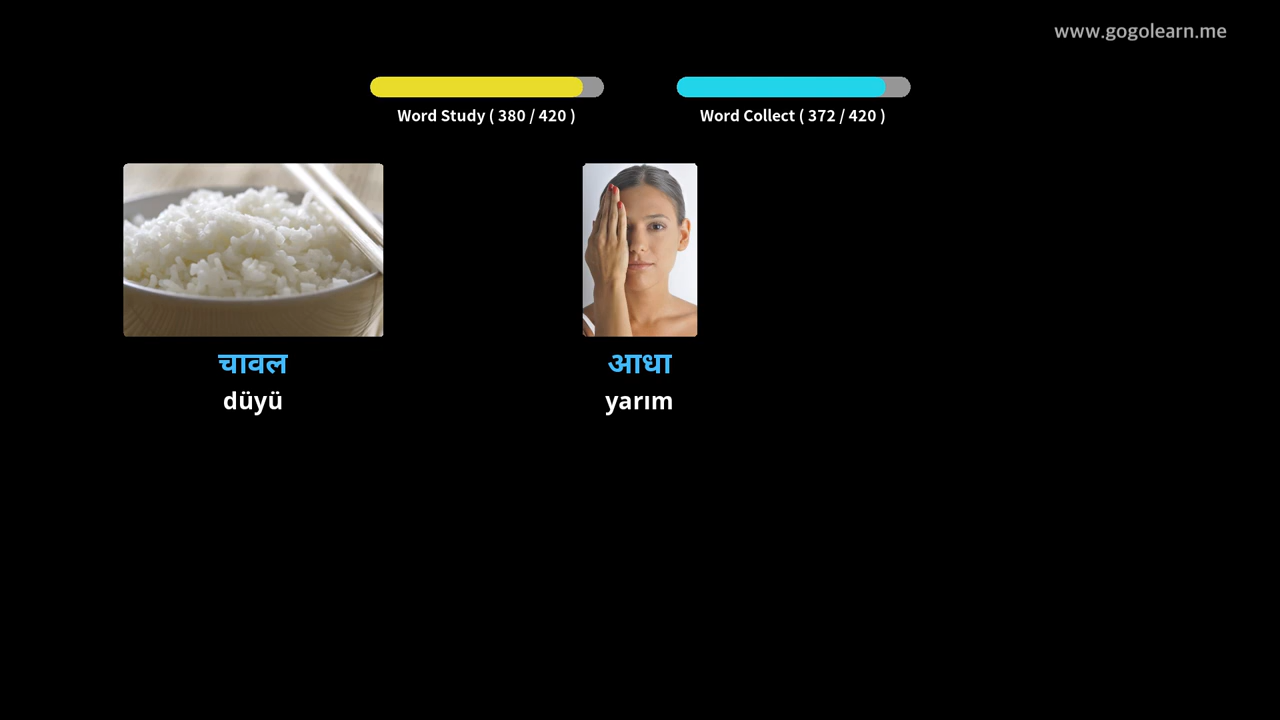 www.gogolearn.me
Word Study ( 380 / 420 )
Word Collect ( 372 / 420 )
चावल
düyü
आधा
yarım